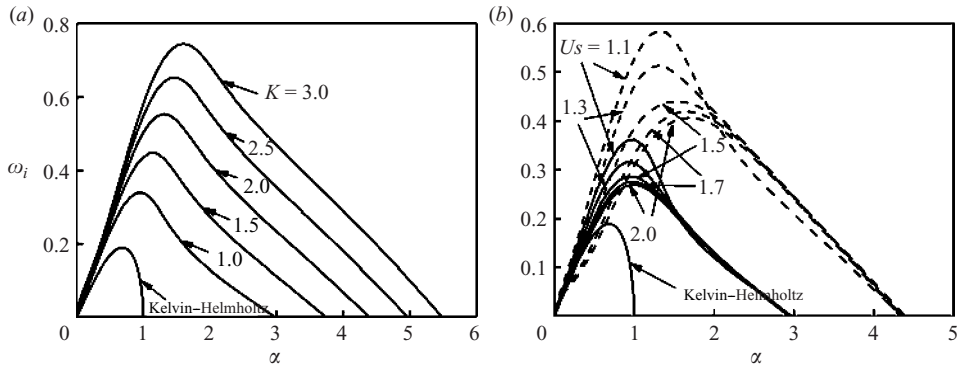 (a)
0.8
0.6
ωi
0.4
0.2
K = 3.0
2.5
2.0
1.5
1.0
Kelvin–Helmholtz
0 1 2 3 4 5 6
α
(b)
0.6
0.5
0.4
0.3
0.2
0.1
Us = 1.1
1.3
1.5
1.7
2.0
Kelvin–Helmholtz
0 1 2 3 4 5
α